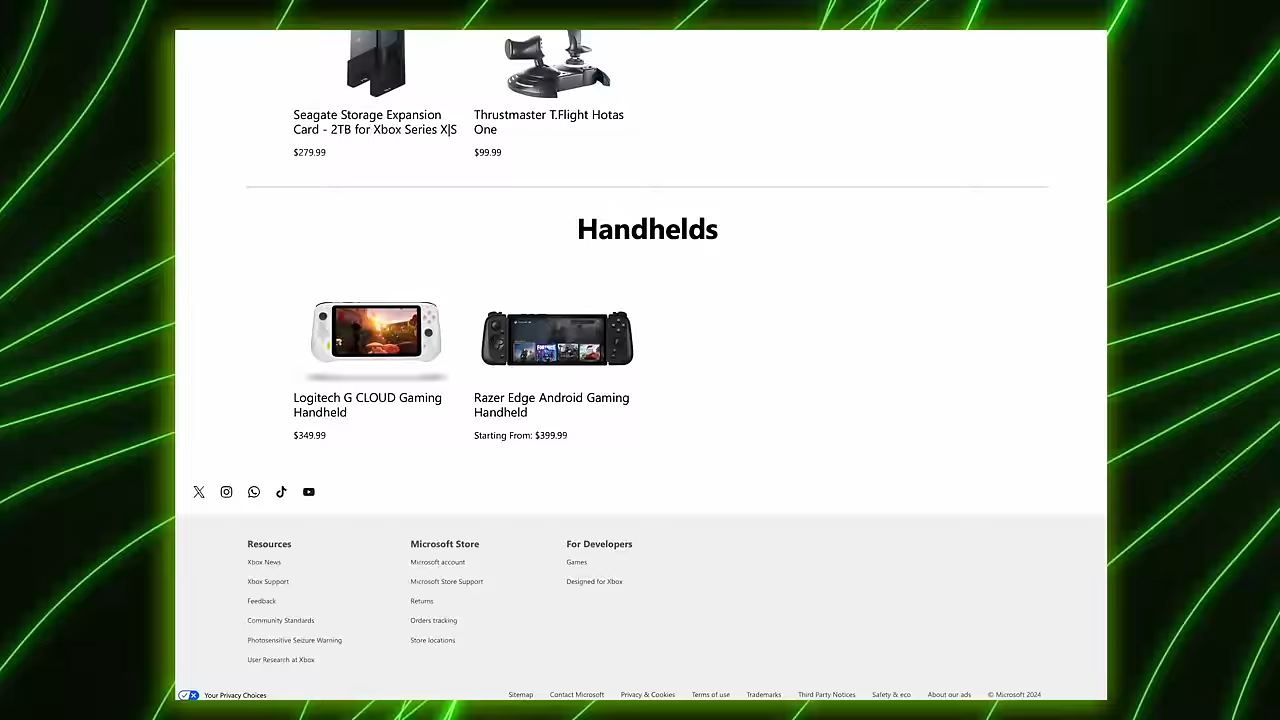 Seagate Storage Expansion
Card - 2TB for Xbox Series X|S
$279.99
Thrustmaster T.Flight Hotas
One
$99.99
Handhelds
Logitech G CLOUD Gaming
Handheld
$349.99
Razer Edge Android Gaming
Handheld
Starting From: $399.99
Resources
Xbox News
Xbox Support
Feedback
Community Standards
Photosensitive Seizure Warning
User Research at Xbox
Microsoft Store
Microsoft account
Microsoft Store Support
Returns
Orders tracking
Store locations
For Developers
Games
Designed for Xbox
Your Privacy Choices
Sitemap Contact Microsoft Privacy & Cookies Terms of use Trademarks Third Party Notices Safety & eco About our ads © Microsoft 2024